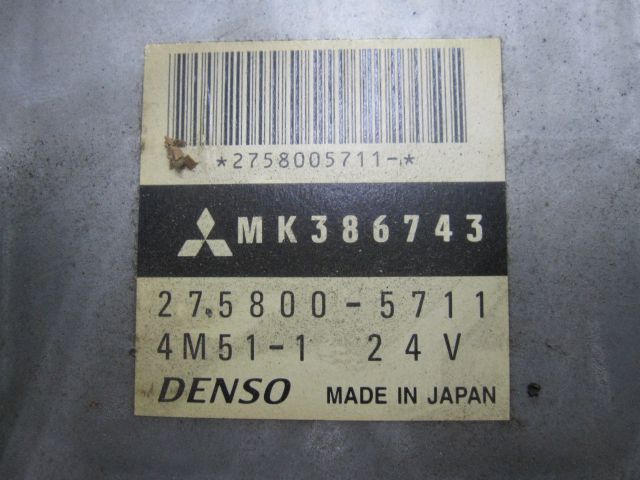 *2758005711-*
MK386743
275800-5711
4M51-1 24V
DENSO MADE IN JAPAN